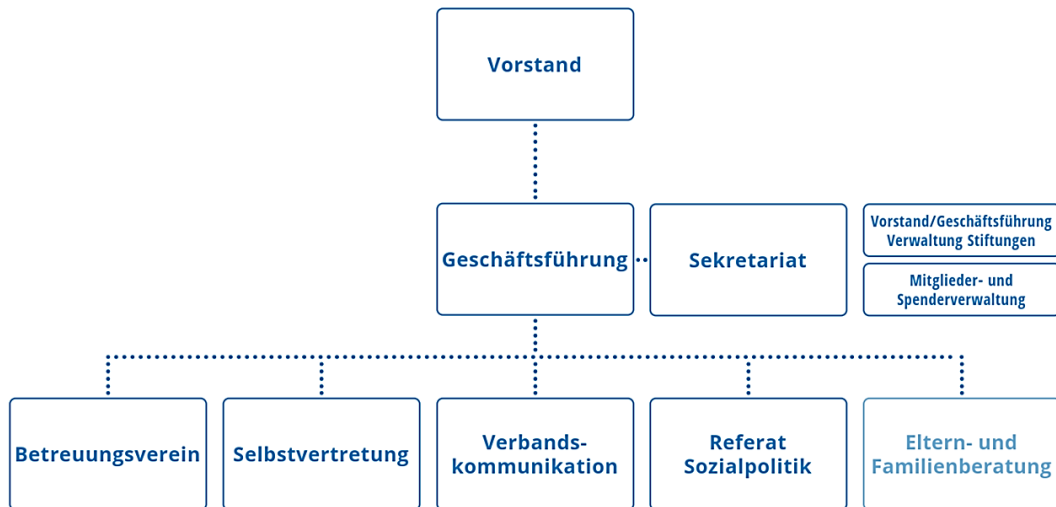 Vorstand
Geschäftsführung
Sekretariat
Vorstand/Geschäftsführung
Verwaltung Stiftungen
Mitglieder- und
Spenderverwaltung
Betreuungsverein
Selbstvertretung
Verbands-
kommunikation
Referat
Sozialpolitik
Eltern- und
Familienberatung